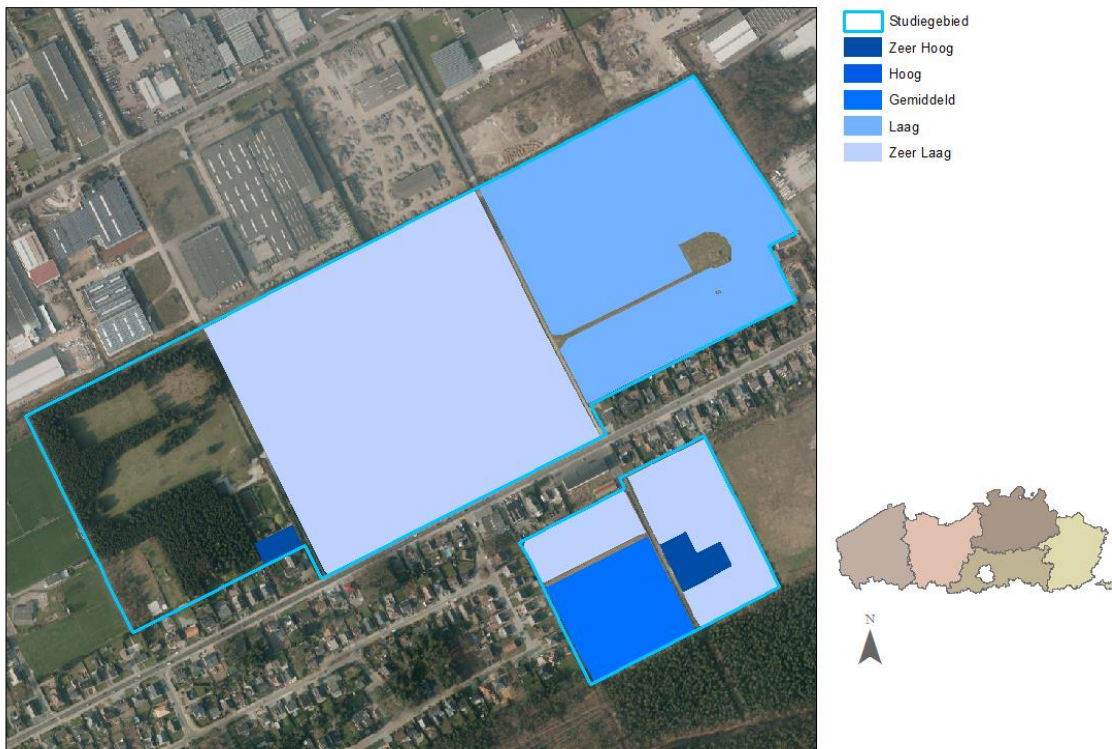 Studiegebied
Zeer Hoog
Hoog
Gemiddeld
Laag
Zeer Laag
N